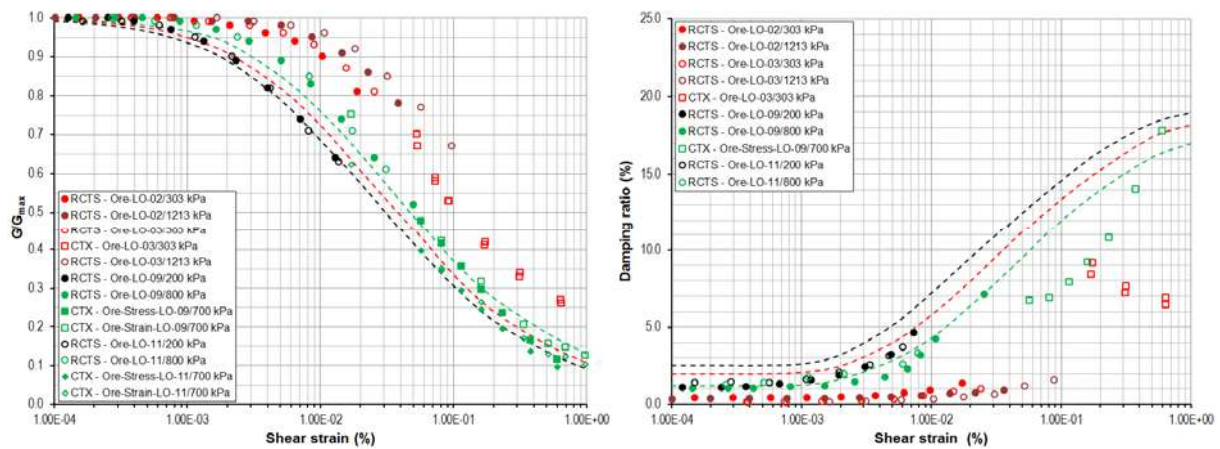 1.0
0.9
0.8
0.7
0.6
0.5
0.4
0.3
0.2
0.1
0.0
G/Gmax
RCTS - Ore-LO-02/303 kPa
RCTS - Ore-LO-02/1213 kPa
RCTS - Ore-LO-03/303 kPa
CTX - Ore-LO-03/303 kPa
RCTS - Ore-LO-03/1213 kPa
RCTS - Ore-LO-09/200 kPa
RCTS - Ore-LO-09/800 kPa
CTX - Ore-Stress-LO-09/700 kPa
CTX - Ore-Strain-LO-09/700 kPa
RCTS - Ore-LO-11/200 kPa
RCTS - Ore-LO-11/800 kPa
CTX - Ore-Stress-LO-11/700 kPa
CTX - Ore-Strain-LO-11/700 kPa
1.00E-04 1.00E-03 1.00E-02 1.00E-01 1.00E+00
Shear strain (%)
25.0
20.0
15.0
10.0
5.0
0.0
Damping ratio (%)
RCTS - Ore-LO-02/303 kPa
RCTS - Ore-LO-02/1213 kPa
RCTS - Ore-LO-03/303 kPa
RCTS - Ore-LO-03/1213 kPa
CTX - Ore-LO-03/303 kPa
RCTS - Ore-LO-09/200 kPa
RCTS - Ore-LO-09/800 kPa
CTX - Ore-Stress-LO-09/700 kPa
RCTS - Ore-LO-11/200 kPa
RCTS - Ore-LO-11/800 kPa
1.00E-04 1.00E-03 1.00E-02 1.00E-01 1.00E+00
Shear strain (%)